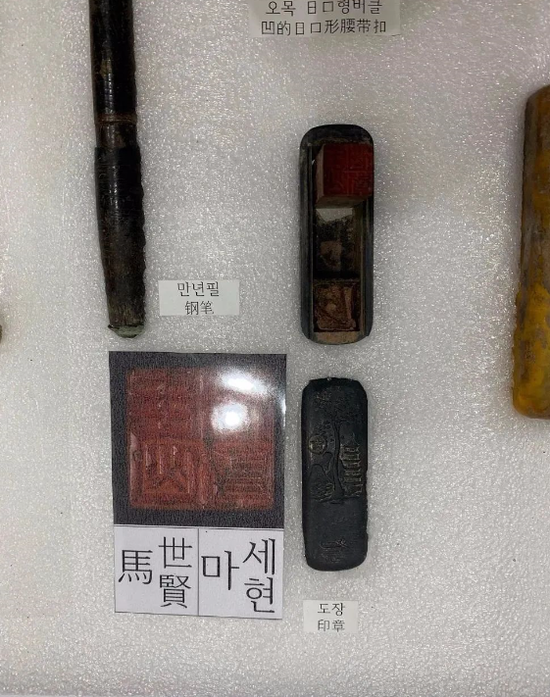 오목 日口형버클
凹的日口形腰带扣
만년필
钢笔
馬 世賢
마 세현
도장
印章